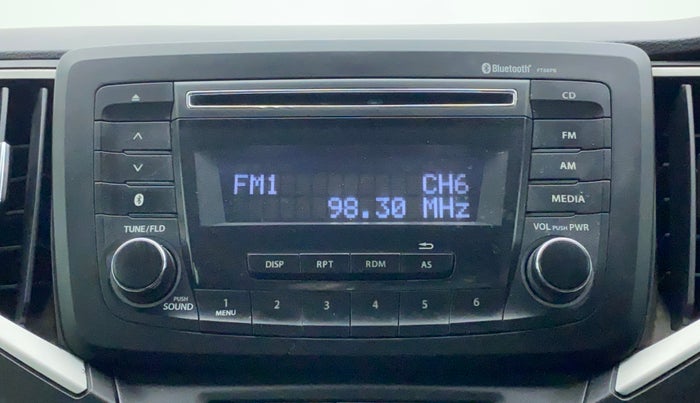 Bluetooth PT88PB
CD
FM
AM
MEDIA
FM1 CH6
98.30 MHz
TUNE/FLD
VOL PUSH PWR
DISP RPT RDM AS
PUSH
SOUND
1 2 3 4 5 6
MENU